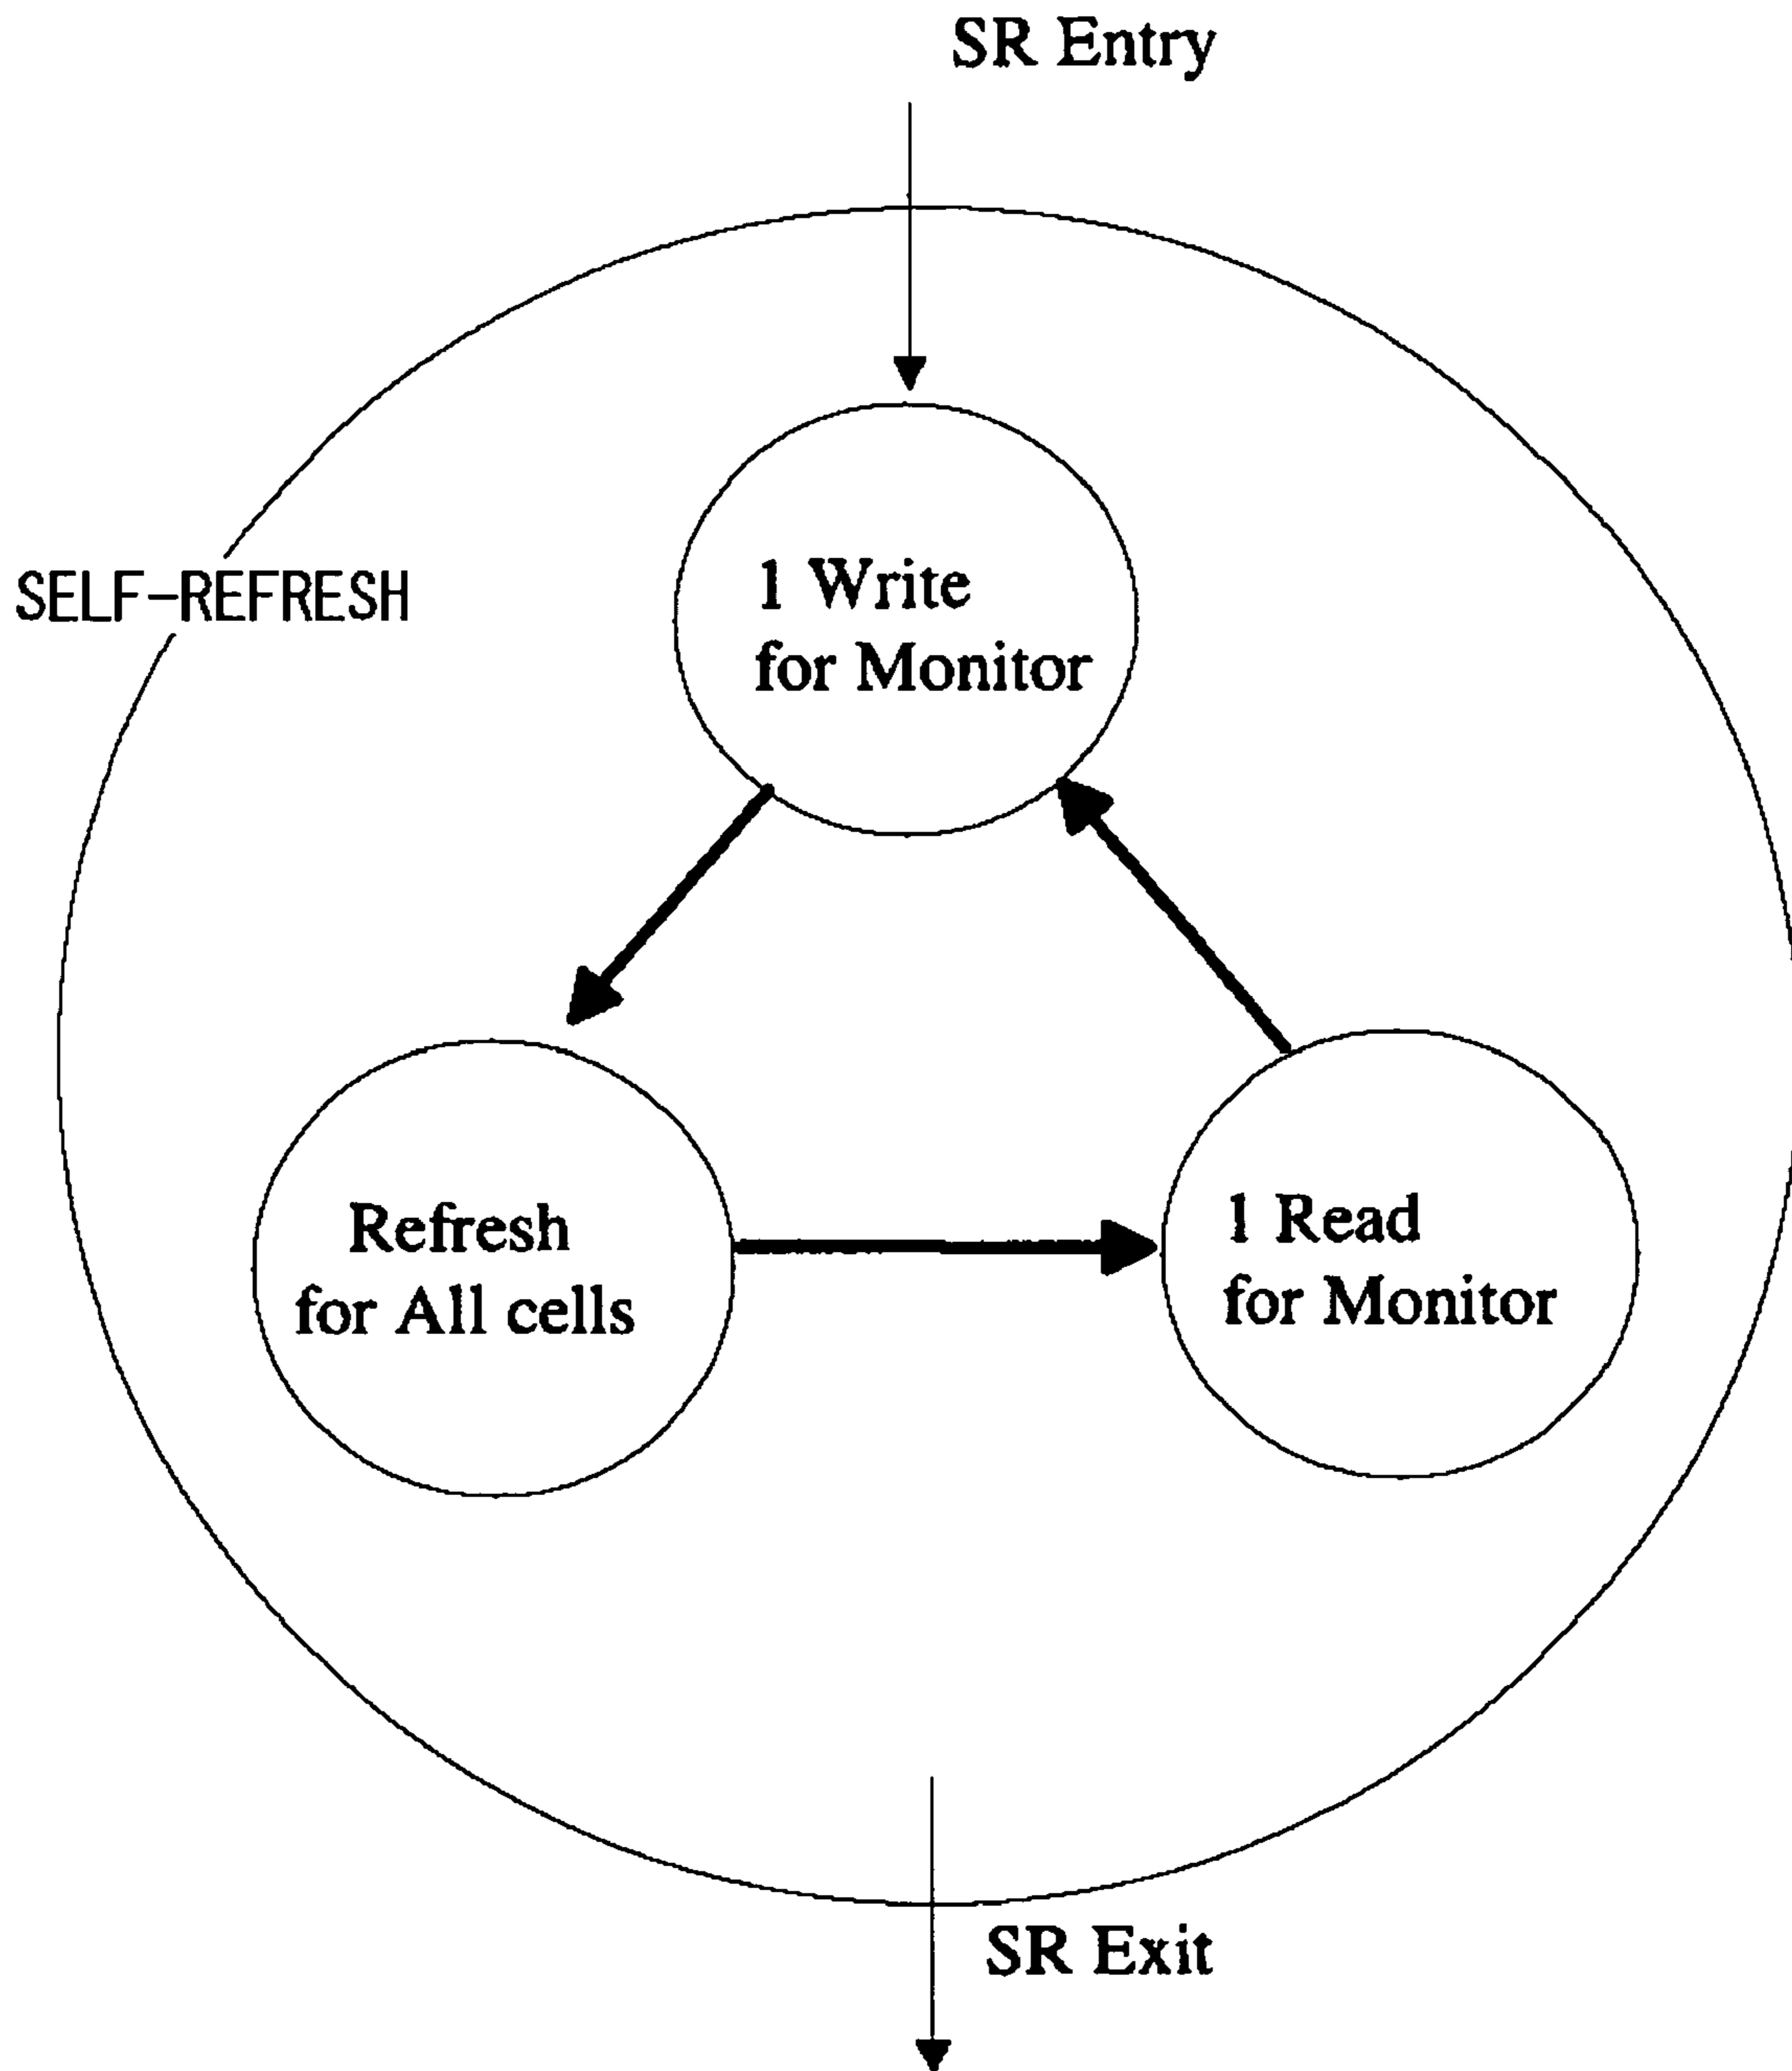 SR Entry
1 Write
for Monitor
SELF-REFRESH
Refresh
for All cells
1 Read
for Monitor
SR Exit